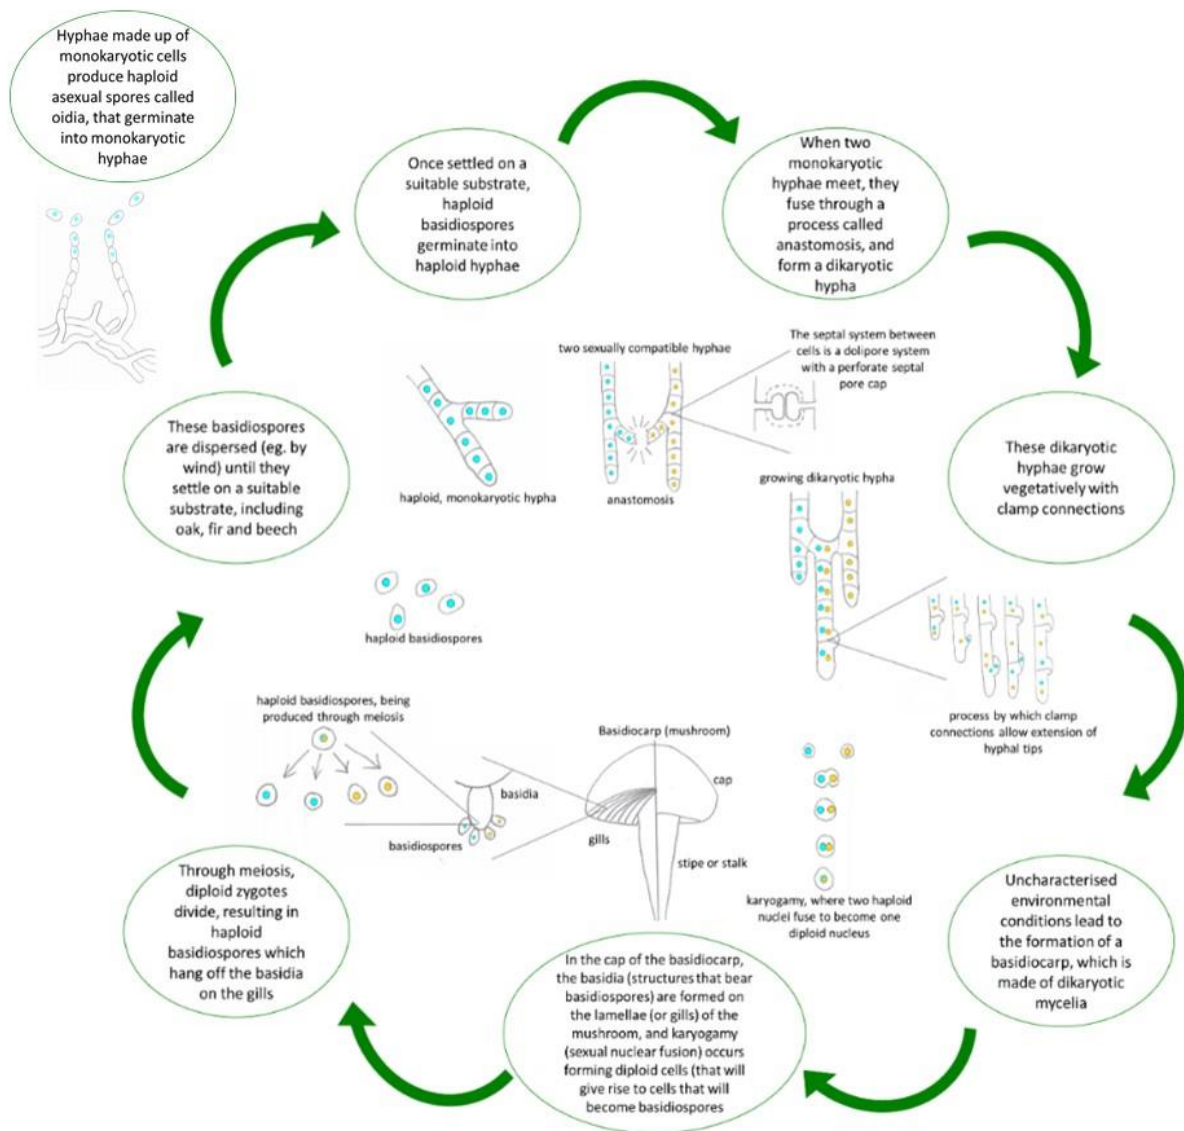 Hyphae made up of
monokaryotic cells
produce haploid
asexual spores called
oidia, that germinate
into monokaryotic
hyphae
Once settled on a
suitable substrate,
haploid
basidiospores
germinate into
haploid hyphae
When two
monokaryotic
hyphae meet, they
fuse through a
process called
anastomosis, and
form a dikaryotic
hypha
These dikaryotic
hyphae grow
vegetatively with
clamp connections
Uncharacterised
environmental
conditions lead to
the formation of a
basidiocarp, which is
made of dikaryotic
mycelia
In the cap of the basidiocarp,
the basidia (structures that bear
basidiospores) are formed on
the lamellae (or gills) of the
mushroom, and karyogamy
(sexual nuclear fusion) occurs
forming diploid cells (that will
give rise to cells that will
become basidiospores
Through meiosis,
diploid zygotes
divide, resulting in
haploid
basidiospores which
hang off the basidia
on the gills
These basidiospores
are dispersed (eg. by
wind) until they
settle on a suitable
substrate, including
oak, fir and beech
haploid, monokaryotic hypha
two sexually compatible hyphae
anastomosis
The septal system between
cells is a dolipore system
with a perforate septal
pore cap
growing dikaryotic hypha
process by which clamp
connections allow extension of
hyphal tips
haploid basidiospores
haploid basidiospores, being
produced through meiosis
basidia
basidiospores
Basidiocarp (mushroom)
cap
gills
stipe or stalk
karyogamy, where two haploid
nuclei fuse to become one
diploid nucleus